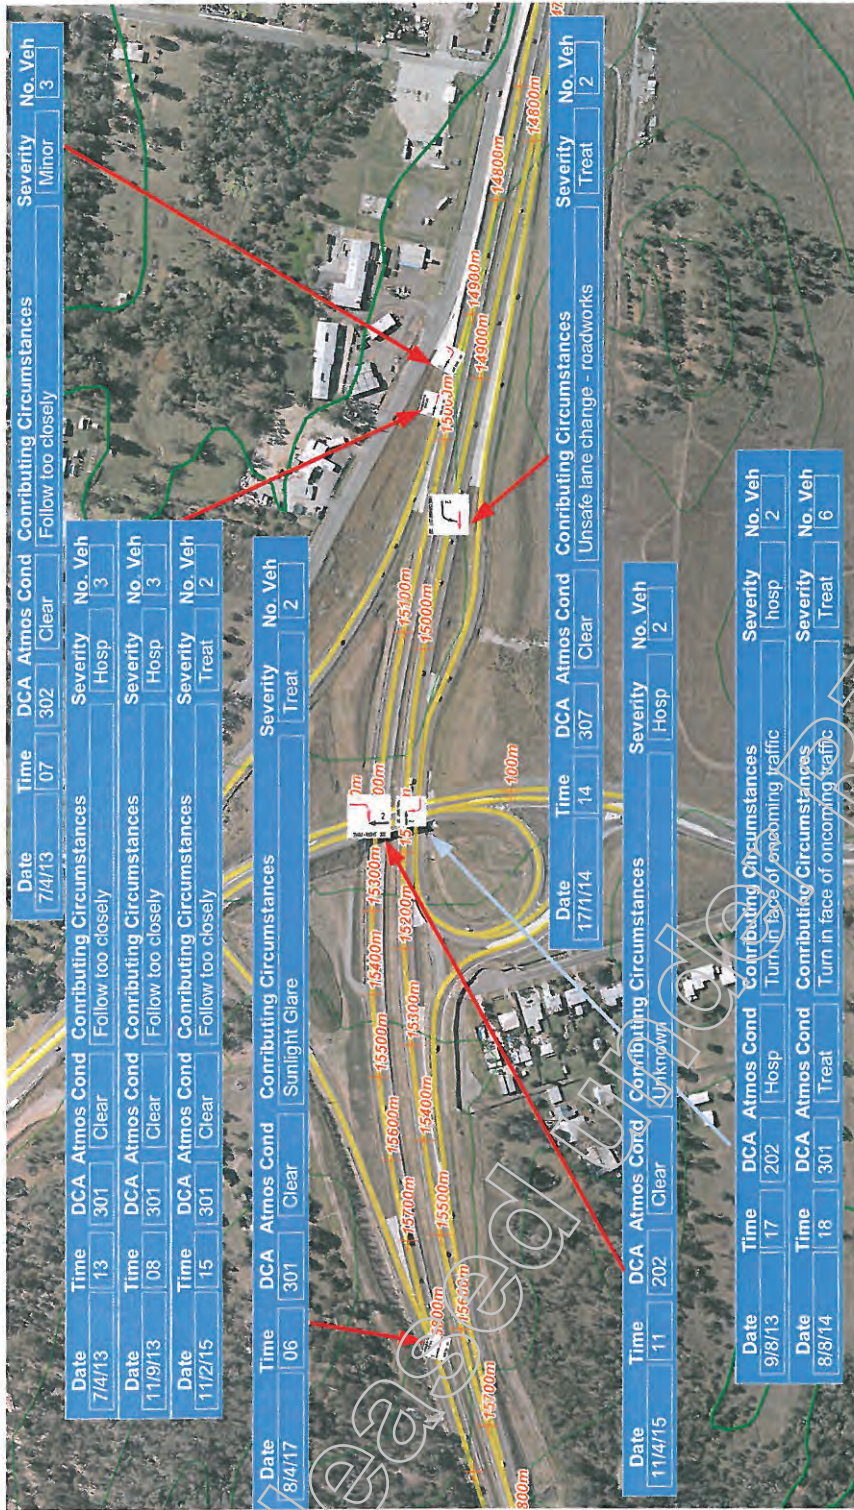 Date Time DCA Atmos Cond Conributing Circumstances Severity No. Veh
7/4/13 07 302 Clear Follow too closely Minor 3
Date Time DCA Atmos Cond Conributing Circumstances Severity No. Veh
7/4/13 13 301 Clear Follow too closely Hosp 3
Date Time DCA Atmos Cond Conributing Circumstances Severity No. Veh
11/9/13 08 301 Clear Follow too closely Hosp 3
Date Time DCA Atmos Cond Conributing Circumstances Severity No. Veh
11/2/15 15 301 Clear Follow too closely Treat 2
Date Time DCA Atmos Cond Conributing Circumstances Severity No. Veh
8/4/17 06 301 Clear Sunlight Glare Treat 2
Date Time DCA Atmos Cond Conributing Circumstances Severity No. Veh
17/1/14 14 307 Clear Unsafe lane change - roadworks Treat 2
Date Time DCA Atmos Cond Conributing Circumstances Severity No. Veh
11/4/15 11 202 Clear Unknown Hosp 2
Date Time DCA Atmos Cond Conributing Circumstances Severity No. Veh
9/8/13 17 202 Hosp Turn in face of oncoming traffic hosp 2
Date Time DCA Atmos Cond Conributing Circumstances Severity No. Veh
8/8/14 18 301 Treat Turn in face of oncoming traffic Treat 6
15700m
15600m
15500m
15400m
15300m
15100m
15000m
14900m
14800m
15700m
15600m
15500m
15400m
15300m
15200m
15000m
14900m
14800m
100m
2
eased under RT